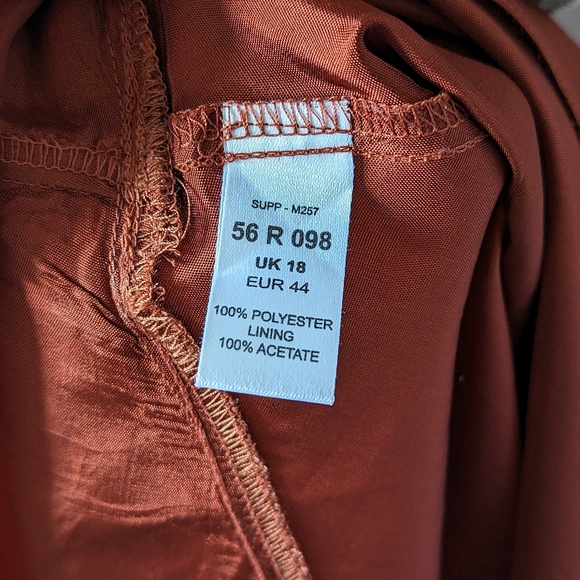 SUPP - M257
56 R 098
UK 18
EUR 44
100% POLYESTER
LINING
100% ACETATE